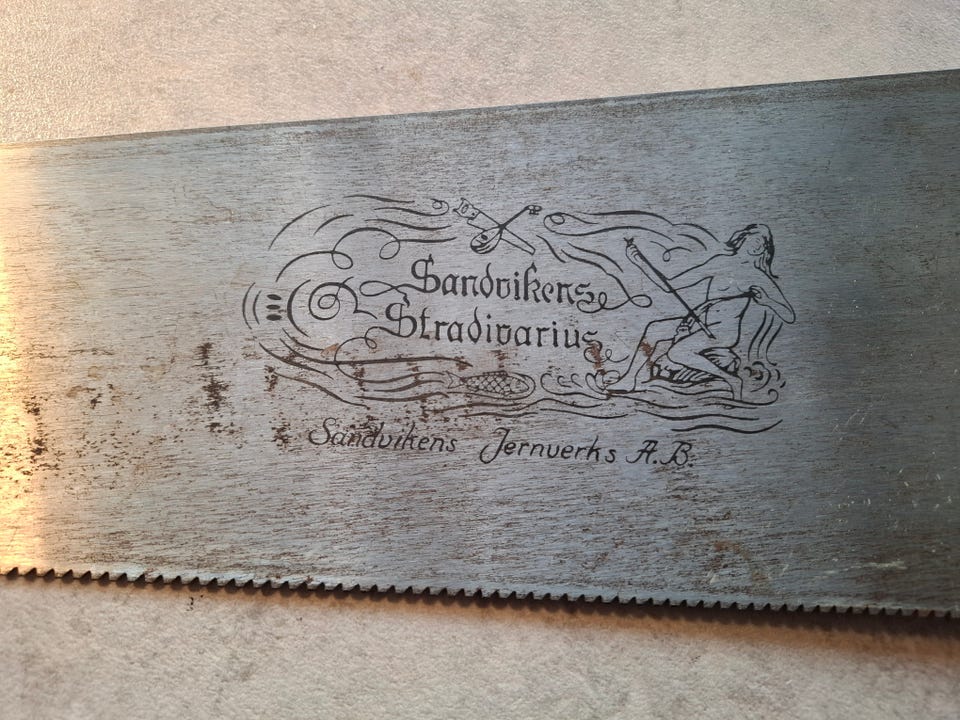 Sandvikens
Stradivarius
Sandvikens Jernverks A.B.